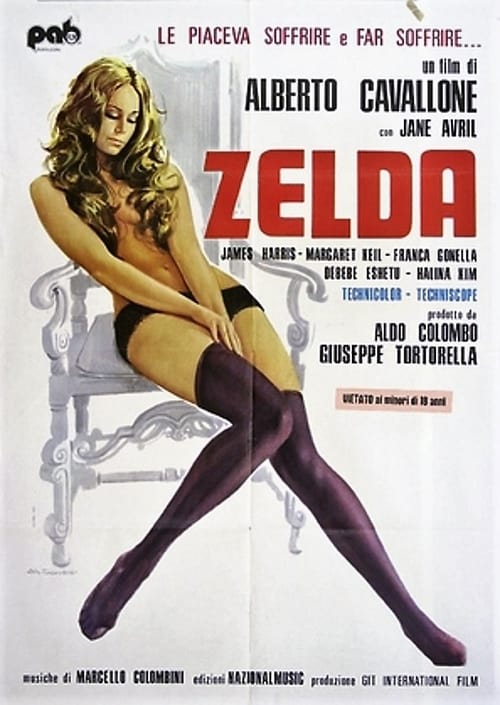 pab
LE PIACEVA SOFFRIRE e FAR SOFFRIRE...
un film di
ALBERTO CAVALLONE
con JANE AVRIL
ZELDA
JAMES HARRIS - MARGARET KEIL - FRANCA GONELLA
DEBEBE ESHETU - HALINA KIM
TECHNICOLOR - TECHNISCOPE
prodotto da
ALDO COLOMBO
GIUSEPPE TORTORELLA
VIETATO ai minori di 18 anni
musiche di MARCELLO COLOMBINI edizioni NAZIONALMUSIC produzione GIT INTERNATIONAL FILM